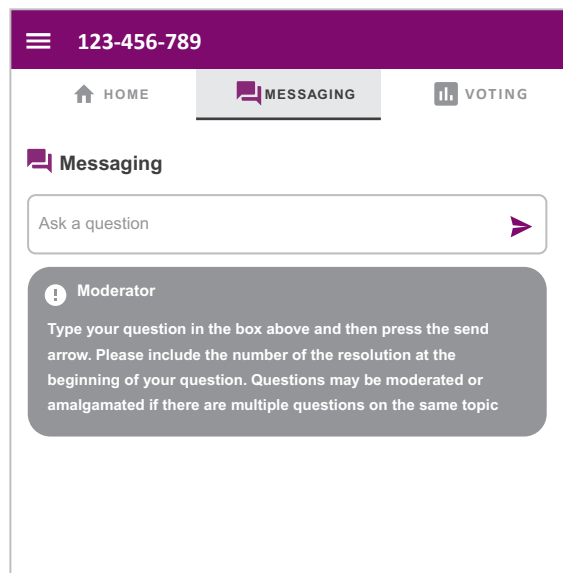 123-456-789
HOME
MESSAGING
VOTING
Messaging
Ask a question
Moderator
Type your question in the box above and then press the send
arrow. Please include the number of the resolution at the
beginning of your question. Questions may be moderated or
amalgamated if there are multiple questions on the same topic